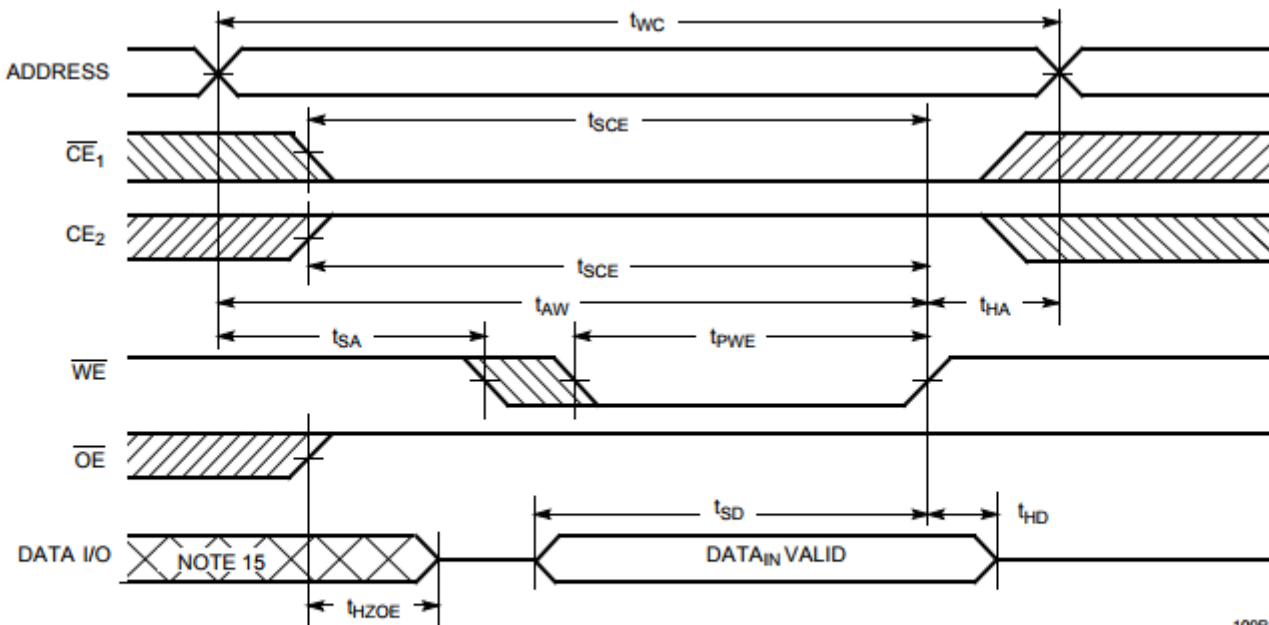 tWC
ADDRESS
tSCE
CE1
CE2
tSCE
tAW
tHA
tSA
tPWE
WE
OE
tSD
tHD
DATA I/O
NOTE 15
DATAIN VALID
tHZOE